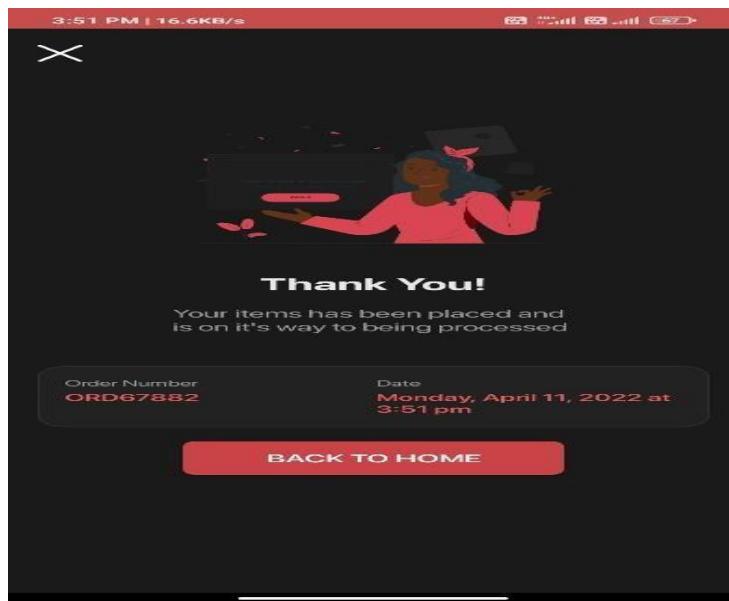 3:51 PM | 16.6KB/s
67
Thank You!
Your items has been placed and
is on it's way to being processed
Order Number
Date
ORD67882
Monday, April 11, 2022 at
3:51 pm
BACK TO HOME